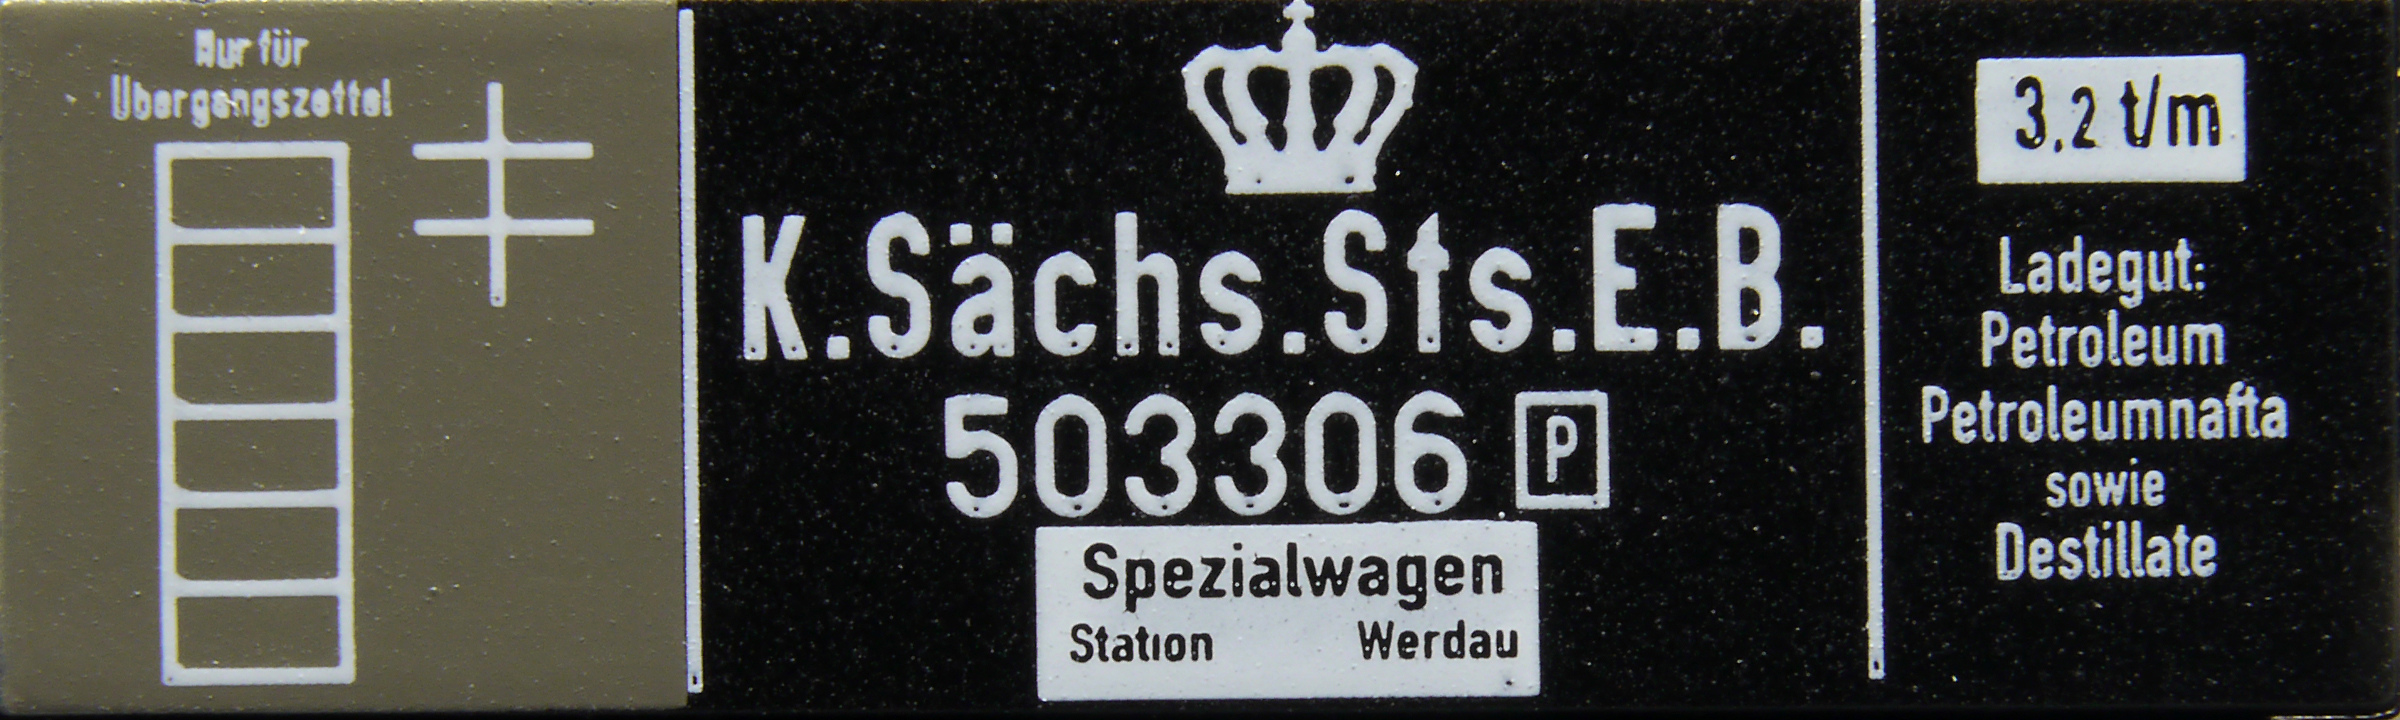 Nur für
Übergangszettel
K.Sächs.Sts.E.B.
503306 P
Spezialwagen
Station Werdau
3,2 t/m
Ladegut:
Petroleum
Petroleumnafta
sowie
Destillate